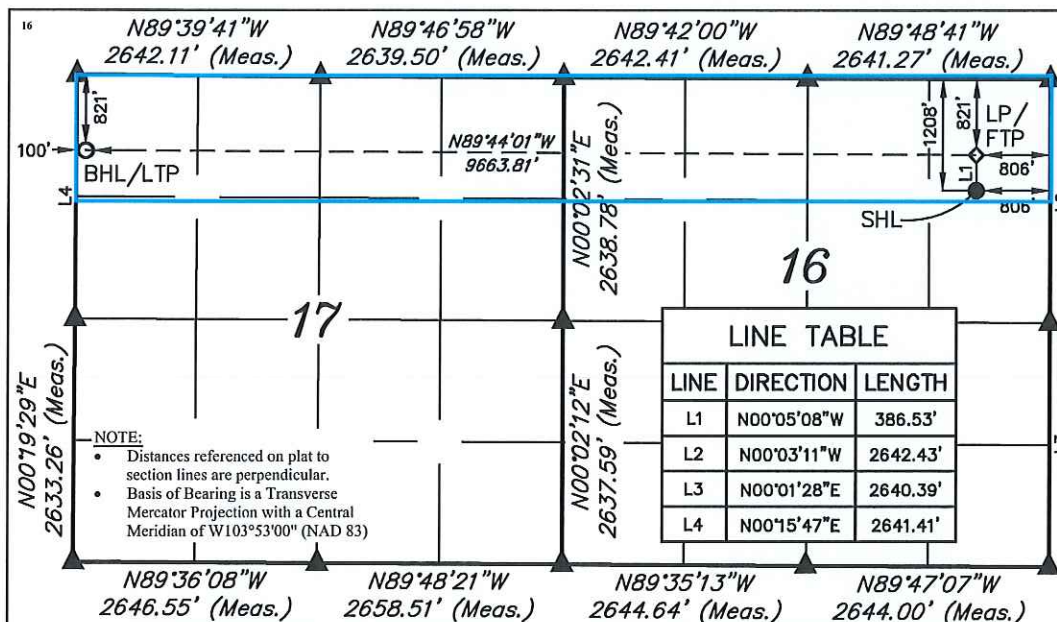 16
N89°39'41"W
2642.11' (Meas.)
N89°46'58"W
2639.50' (Meas.)
N89°42'00"W
2642.41' (Meas.)
N89°48'41"W
2641.27' (Meas.)
821'
100'
BHL/LTP
L4
N89°44'01"W
9663.81'
N00°02'31"E
2638.78' (Meas.)
1208'
821'
LP/
FTP
L1
806'
806'
SHL
17
16
N00°19'29"E
2633.26' (Meas.)
N00°02'12"E
2637.59' (Meas.)
LINE TABLE
LINE DIRECTION LENGTH
L1 N00°05'08"W 386.53'
L2 N00°03'11"W 2642.43'
L3 N00°01'28"E 2640.39'
L4 N00°15'47"E 2641.41'
NOTE:
• Distances referenced on plat to
section lines are perpendicular.
• Basis of Bearing is a Transverse
Mercator Projection with a Central
Meridian of W103°53'00" (NAD 83)
N89°36'08"W
2646.55' (Meas.)
N89°48'21"W
2658.51' (Meas.)
N89°35'13"W
2644.64' (Meas.)
N89°47'07"W
2644.00' (Meas.)